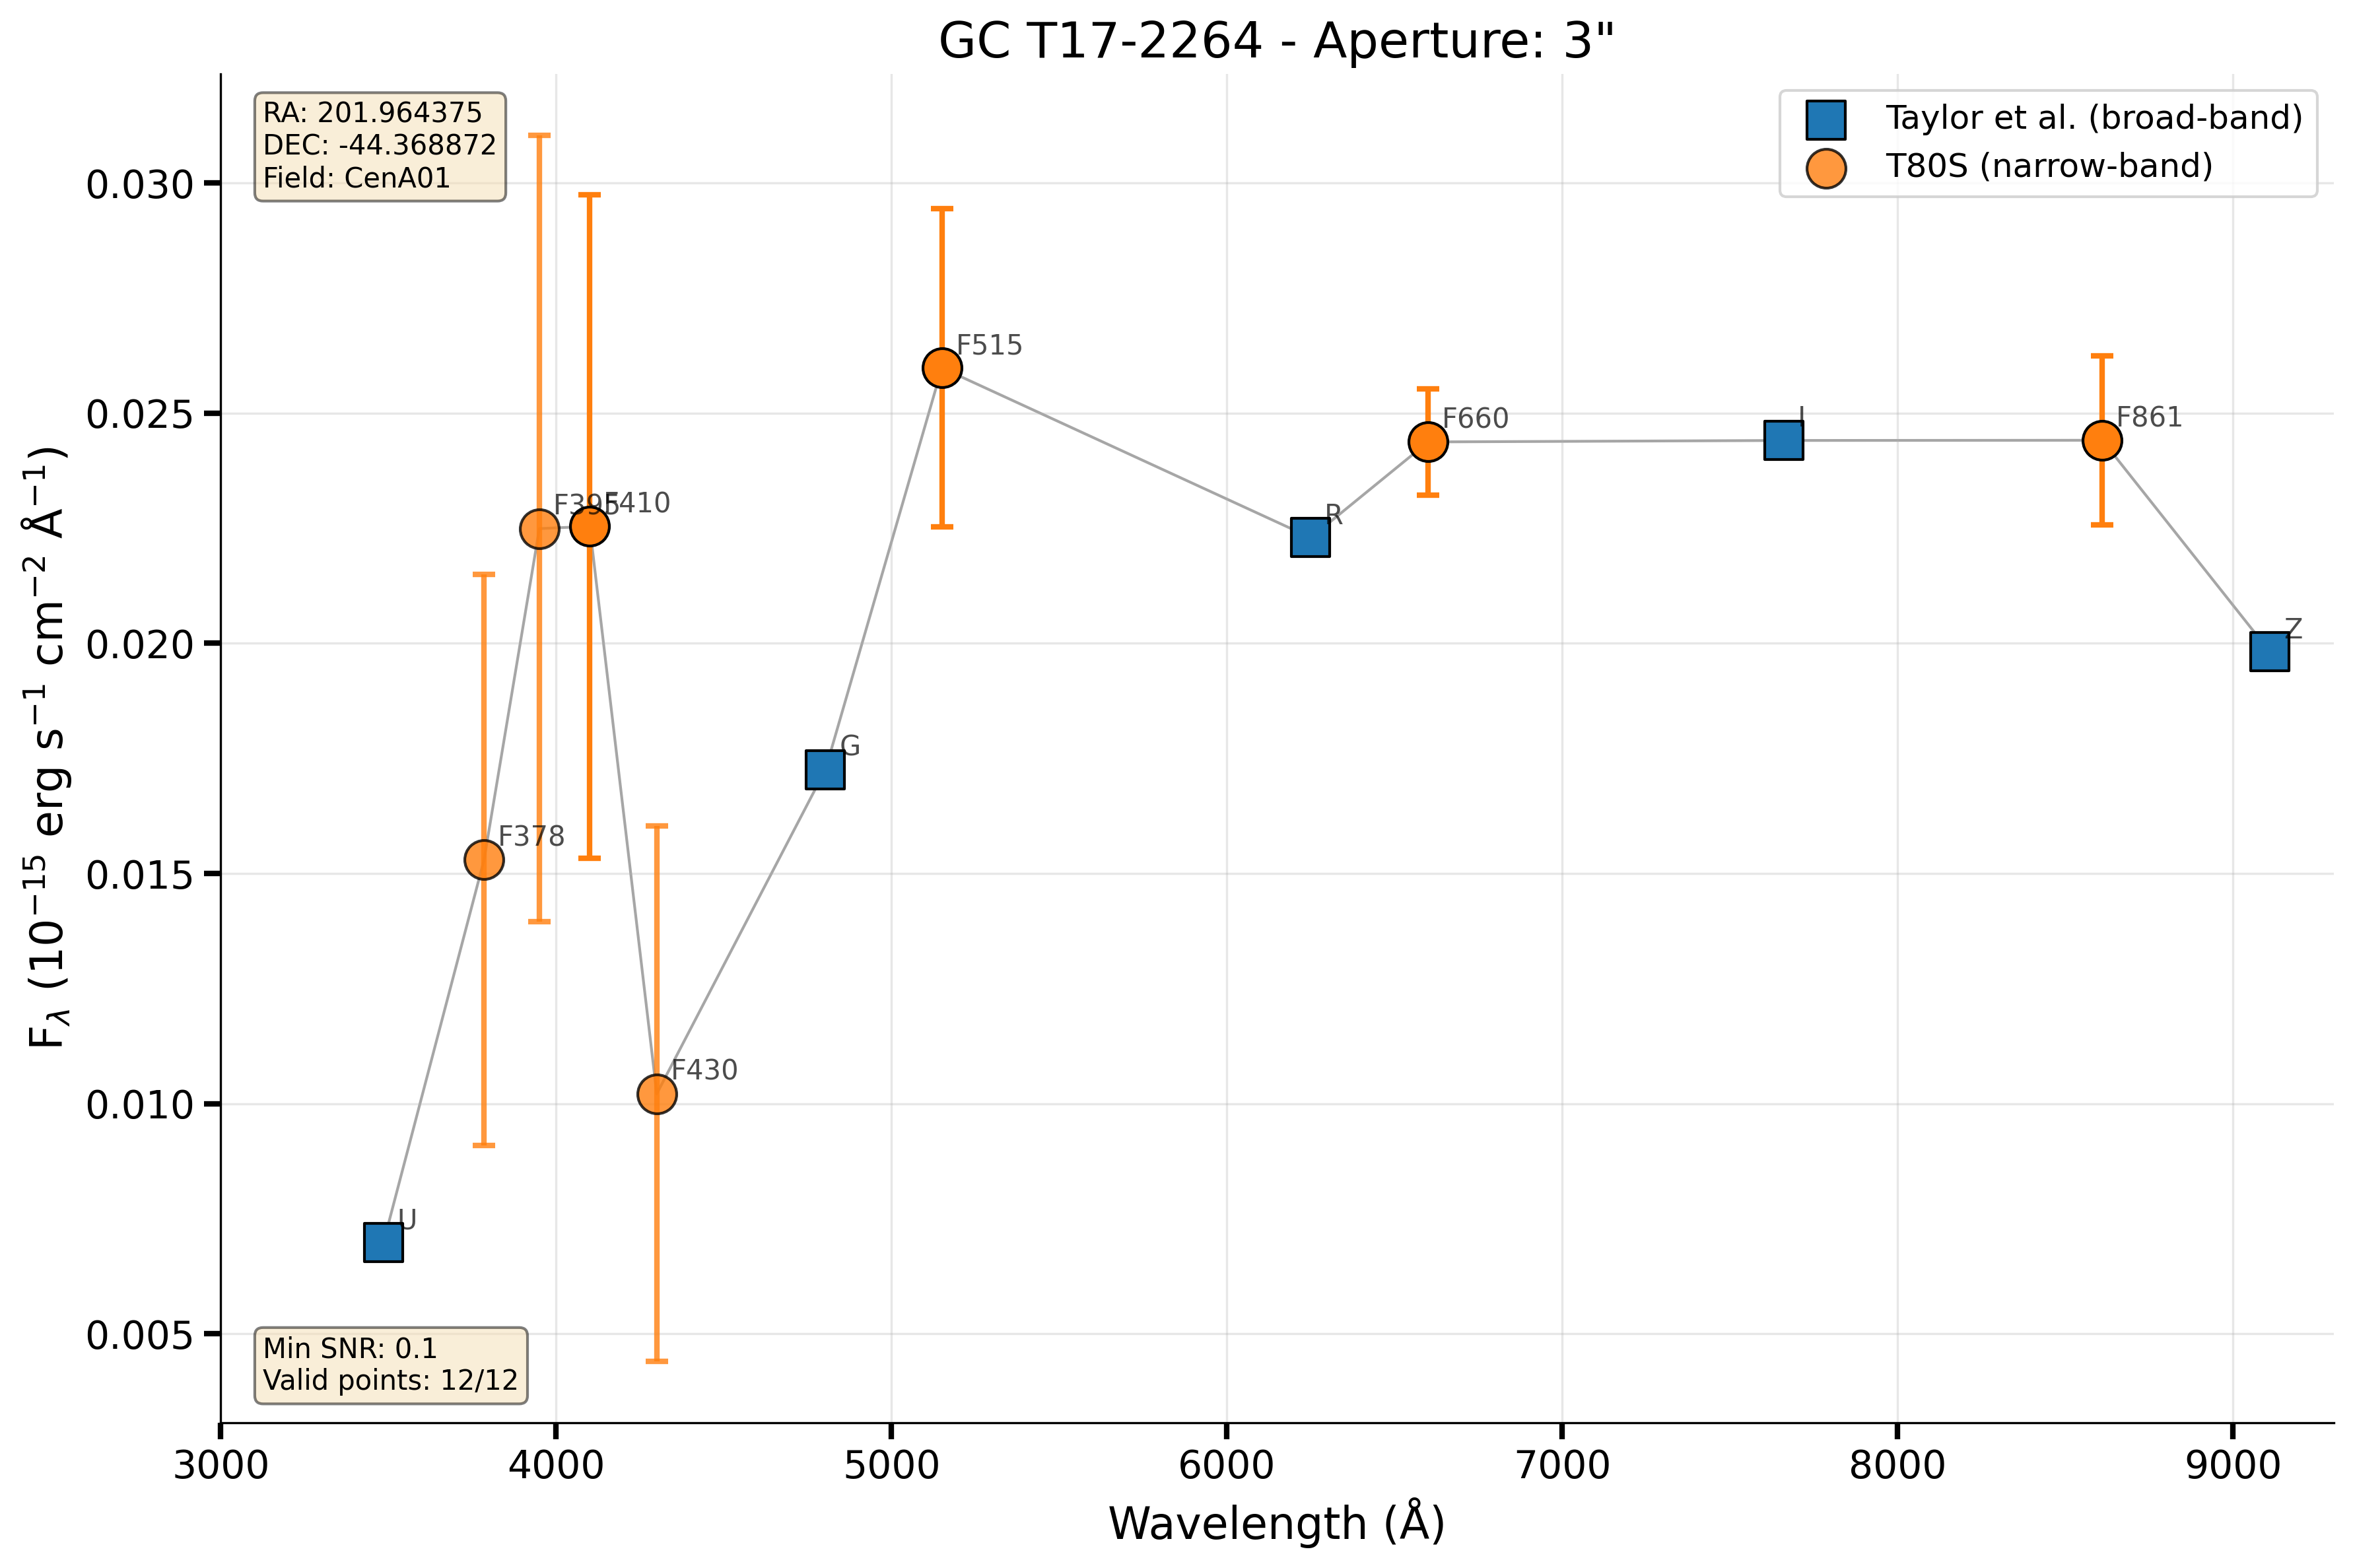 GC T17-2264 - Aperture: 3"
RA: 201.964375
DEC: -44.368872
Field: CenA01
Taylor et al. (broad-band)
T80S (narrow-band)
0.030
0.025
0.020
0.015
0.010
0.005
F_λ (10⁻¹⁵ erg s⁻¹ cm⁻² Å⁻¹)
U
F378
F395
F410
F430
G
F515
R
F660
I
F861
Z
Min SNR: 0.1
Valid points: 12/12
3000 4000 5000 6000 7000 8000 9000
Wavelength (Å)